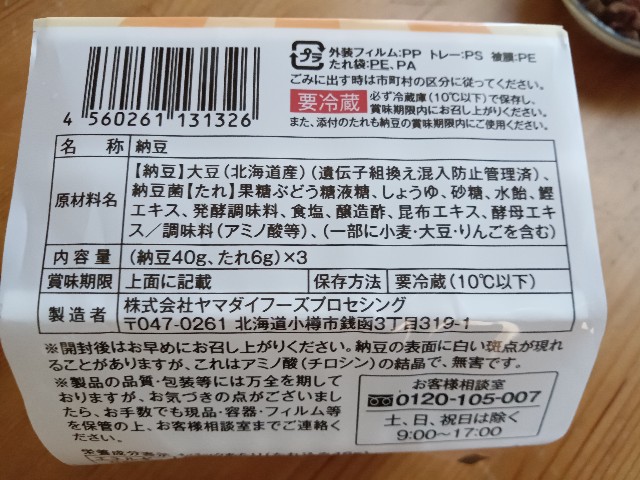 プラ
外装フィルム:PP トレー:PS 被膜:PE
たれ袋:PE、PA
ごみに出す時は市町村の区分に従ってください。
要冷蔵
必ず冷蔵庫(10℃以下)で保存し、
賞味期限内にお召し上がりください。
また、添付のたれも納豆の賞味期限内にご使用ください。
4 560261 131326
名称 納豆
原材料名
【納豆】大豆(北海道産)(遺伝子組換え混入防止管理済)、
納豆菌【たれ】果糖ぶどう糖液糖、しょうゆ、砂糖、水飴、鰹
エキス、発酵調味料、食塩、醸造酢、昆布エキス、酵母エキ
ス/調味料(アミノ酸等)、(一部に小麦・大豆・りんごを含む)
内容量 (納豆40g、たれ6g)×3
賞味期限 上面に記載 保存方法 要冷蔵(10℃以下)
製造者
株式会社ヤマダイフーズプロセシング
〒047-0261 北海道小樽市銭函3丁目319-1
※開封後はお早めにお召し上がりください。納豆の表面に白い斑点が現れ
ることがありますが、これはアミノ酸(チロシン)の結晶で、無害です。
※製品の品質・包装等には万全を期して
おりますが、お気づきの点がございまし
たら、お手数でも現品・容器・フィルム等
を保管の上、お客様相談室までご連絡く
ださい。
お客様相談室
0120-105-007
土、日、祝日は除く
9:00~17:00